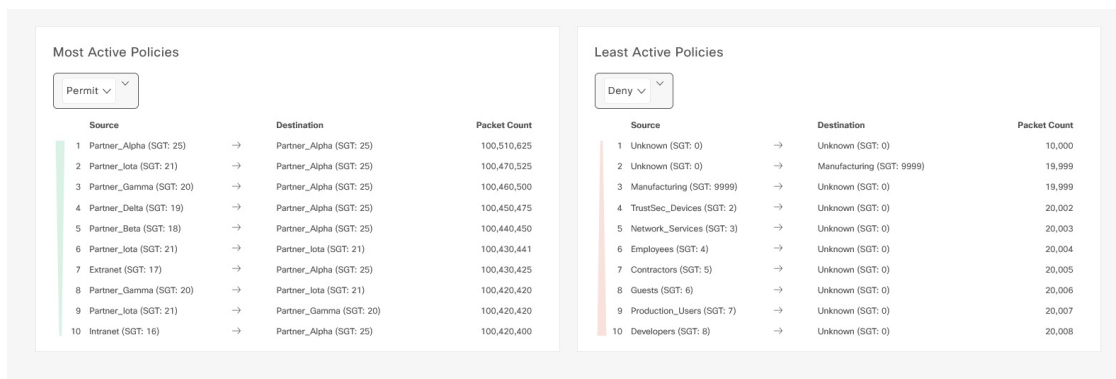 Most Active Policies
Permit
Source Destination Packet Count
1 Partner_Alpha (SGT: 25) → Partner_Alpha (SGT: 25) 100,510,625
2 Partner_Iota (SGT: 21) → Partner_Alpha (SGT: 25) 100,470,525
3 Partner_Gamma (SGT: 20) → Partner_Alpha (SGT: 25) 100,460,500
4 Partner_Delta (SGT: 19) → Partner_Alpha (SGT: 25) 100,450,475
5 Partner_Beta (SGT: 18) → Partner_Alpha (SGT: 25) 100,440,450
6 Partner_Iota (SGT: 21) → Partner_Iota (SGT: 21) 100,430,441
7 Extranet (SGT: 17) → Partner_Alpha (SGT: 25) 100,430,425
8 Partner_Gamma (SGT: 20) → Partner_Iota (SGT: 21) 100,420,420
9 Partner_Iota (SGT: 21) → Partner_Gamma (SGT: 20) 100,420,420
10 Intranet (SGT: 16) → Partner_Alpha (SGT: 25) 100,420,400
Least Active Policies
Deny
Source Destination Packet Count
1 Unknown (SGT: 0) → Unknown (SGT: 0) 10,000
2 Unknown (SGT: 0) → Manufacturing (SGT: 9999) 19,999
3 Manufacturing (SGT: 9999) → Unknown (SGT: 0) 19,999
4 TrustSec_Devices (SGT: 2) → Unknown (SGT: 0) 20,002
5 Network_Services (SGT: 3) → Unknown (SGT: 0) 20,003
6 Employees (SGT: 4) → Unknown (SGT: 0) 20,004
7 Contractors (SGT: 5) → Unknown (SGT: 0) 20,005
8 Guests (SGT: 6) → Unknown (SGT: 0) 20,006
9 Production_Users (SGT: 7) → Unknown (SGT: 0) 20,007
10 Developers (SGT: 8) → Unknown (SGT: 0) 20,008